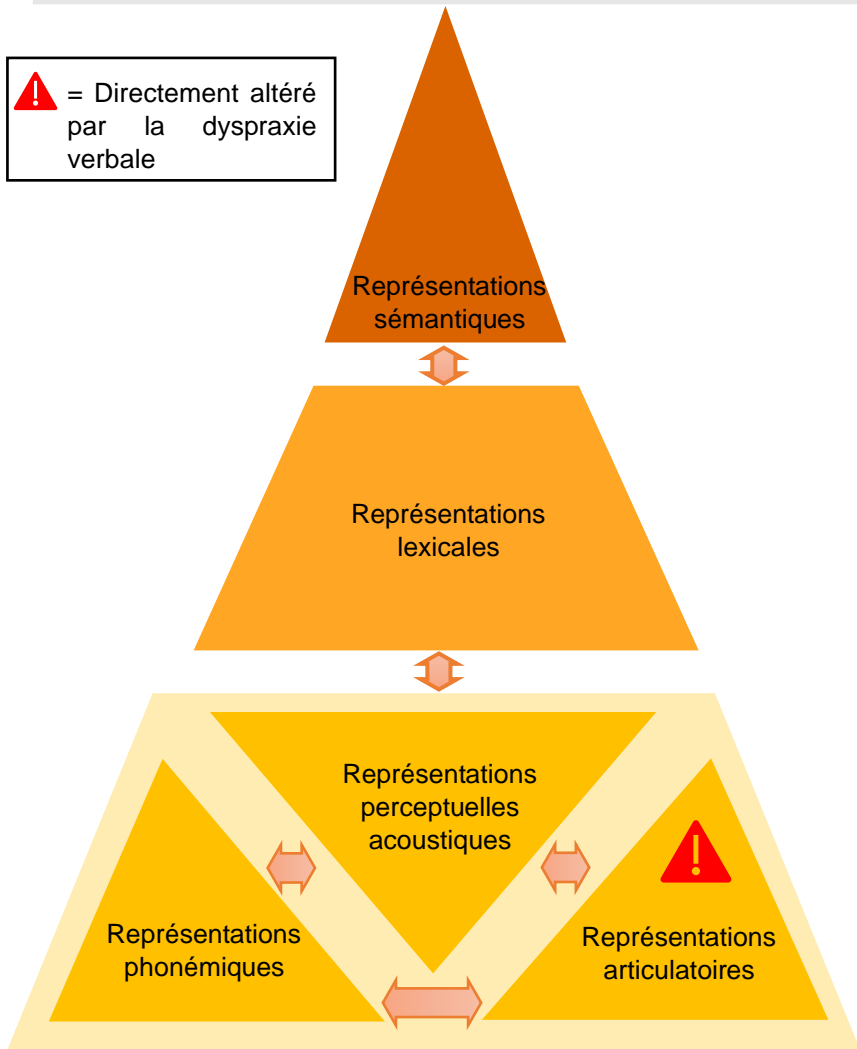 = Directement altéré
par la dyspraxie
verbale
Représentations
sémantiques
Représentations
lexicales
Représentations
perceptuelles
acoustiques
Représentations
phonémiques
Représentations
articulatoires